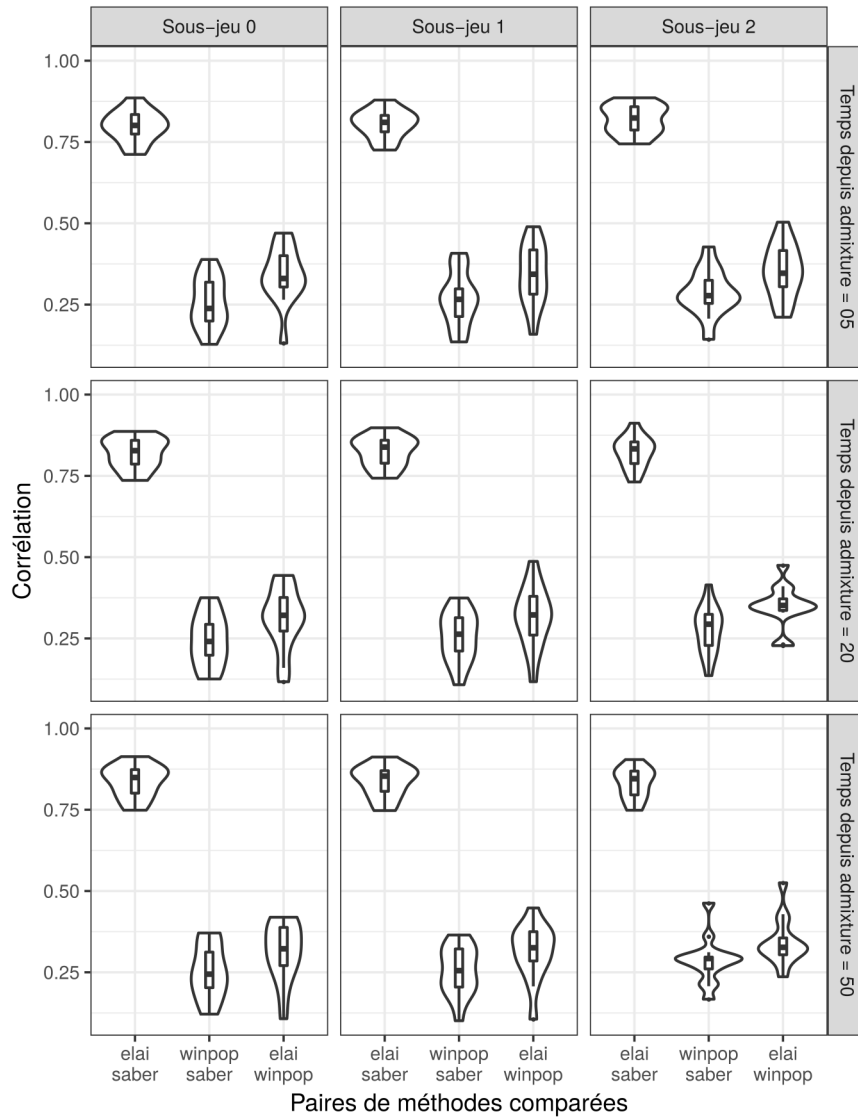 Sous−jeu 0
Sous−jeu 1
Sous−jeu 2
1.00
0.75
0.50
0.25
Temps depuis admixture = 05
1.00
0.75
0.50
0.25
Temps depuis admixture = 20
1.00
0.75
0.50
0.25
Temps depuis admixture = 50
Corrélation
elai
saber
winpop
saber
elai
winpop
elai
saber
winpop
saber
elai
winpop
elai
saber
winpop
saber
elai
winpop
Paires de méthodes comparées